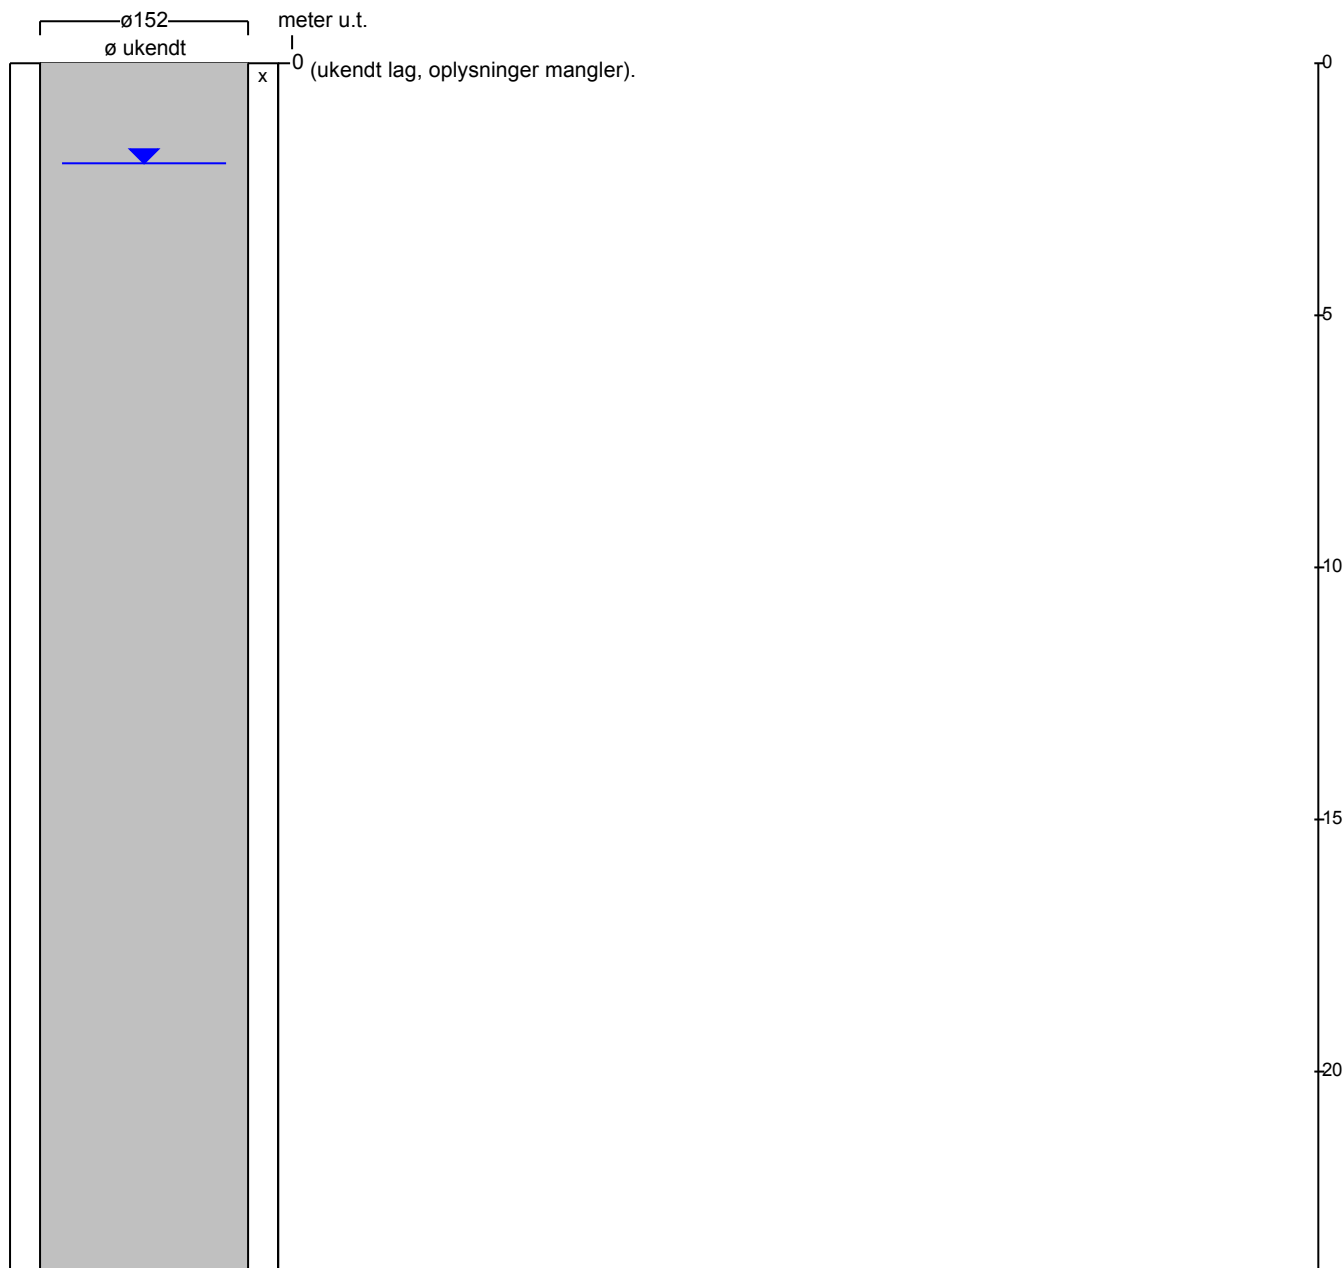 ø152
meter u.t.
ø ukendt
0
(ukendt lag, oplysninger mangler).
x
0
5
10
15
20